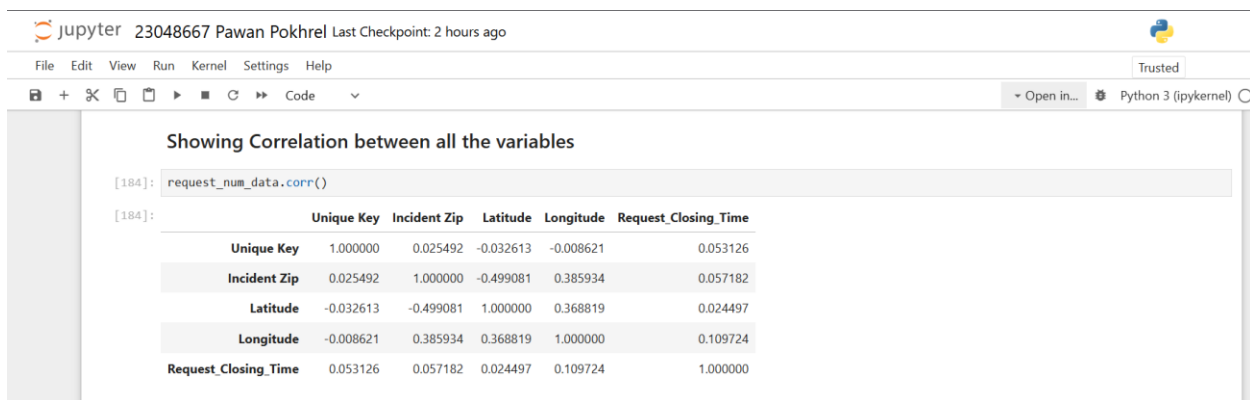 jupyter 23048667 Pawan Pokhrel Last Checkpoint: 2 hours ago
File Edit View Run Kernel Settings Help Trusted
Code Open in... Python 3 (ipykernel)
Showing Correlation between all the variables
[184]: request_num_data.corr()
[184]: Unique Key Incident Zip Latitude Longitude Request_Closing_Time
Unique Key 1.000000 0.025492 -0.032613 -0.008621 0.053126
Incident Zip 0.025492 1.000000 -0.499081 0.385934 0.057182
Latitude -0.032613 -0.499081 1.000000 0.368819 0.024497
Longitude -0.008621 0.385934 0.368819 1.000000 0.109724
Request_Closing_Time 0.053126 0.057182 0.024497 0.109724 1.000000